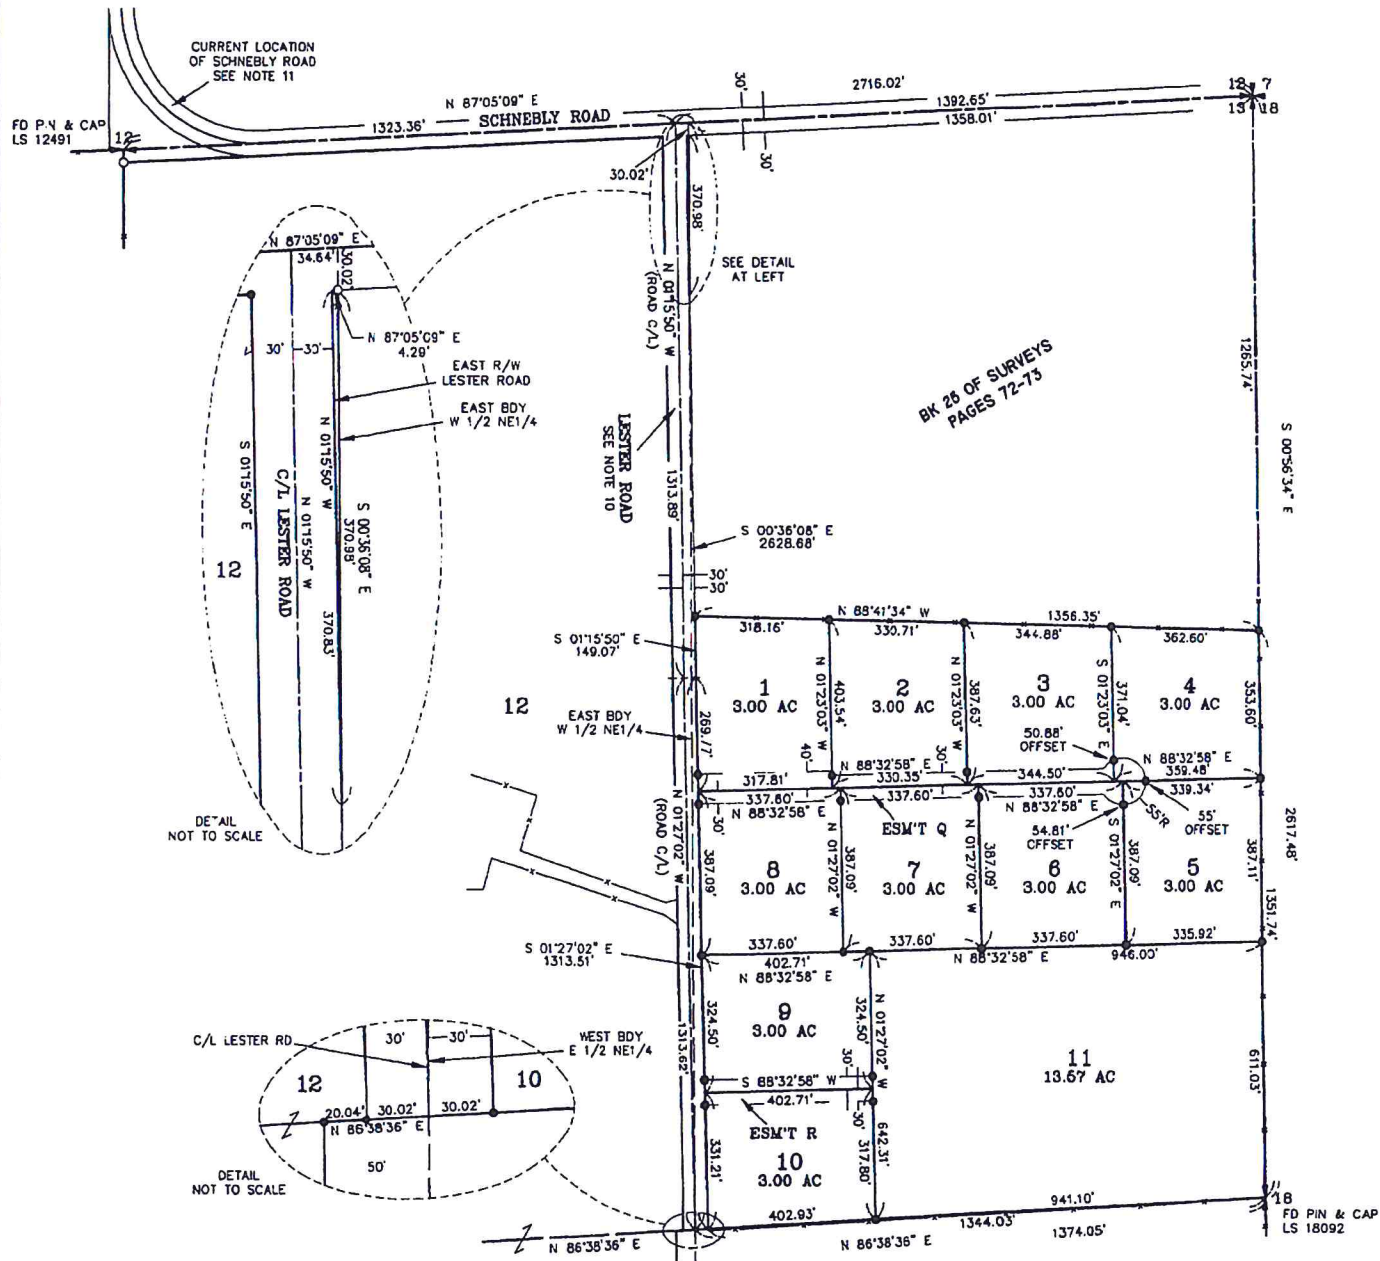 CURRENT LOCATION
OF SCHNEBLY ROAD
SEE NOTE 11
FD PIN & CAP
LS 12491
12
N 87°05'09" E
1323.36'
SCHNEBLY ROAD
30'
2716.02'
1392.65'
1358.01'
30'
12 7
13 18
30.02'
370.98'
SEE DETAIL
AT LEFT
N 01°15'50" W
(ROAD C/L)
N 87°05'09" E
34.64'
30.02'
N 87°05'09" E
4.29'
30'
30'
EAST R/W
LESTER ROAD
EAST BDY
W 1/2 NE1/4
S 01°15'50" E
C/L LESTER ROAD
N 01°15'50" W
N 01°15'50" W
370.83'
S 00°36'08" E
370.98'
12
DETAIL
NOT TO SCALE
BK 26 OF SURVEYS
PAGES 72-73
1265.74'
S 00°56'34" E
LESTER ROAD
SEE NOTE 10
1313.89'
S 00°36'08" E
2628.68'
30'
30'
N 88°41'34" W
1356.35'
318.16'
330.71'
344.88'
362.60'
S 01°15'50" E
149.07'
12
EAST BDY
W 1/2 NE1/4
269.77'
1
3.00 AC
N 01°23'03" W
403.54'
2
3.00 AC
N 01°23'03" W
387.63'
3
3.00 AC
S 01°23'03" E
371.04'
4
3.00 AC
353.60'
50.88'
OFFSET
40'
N 88°32'58" E
30'
N 88°32'58" E
317.81'
330.35'
344.50'
359.48'
337.60'
337.60'
337.60'
339.34'
30'
N 88°32'58" E
ESM'T Q
N 88°32'58" E
54.81'
OFFSET
55'R
55'
OFFSET
2617.48'
N 01°27'02" W
(ROAD C/L)
387.09'
8
3.00 AC
N 01°27'02" W
387.09'
7
3.00 AC
N 01°27'02" W
387.09'
6
3.00 AC
S 01°27'02" E
387.09'
5
3.00 AC
387.11'
1351.74'
S 01°27'02" E
1313.51'
337.60'
337.60'
337.60'
335.92'
402.71'
N 88°32'58" E
N 88°32'58" E
946.00'
324.50'
9
3.00 AC
324.50'
N 01°27'02" W
30'
S 88°32'58" W
402.71'
30'
ESM'T R
11
13.67 AC
611.03'
1313.62'
331.21'
10
3.00 AC
317.80'
642.31'
C/L LESTER RD
30'
30'
WEST BDY
E 1/2 NE1/4
12
10
20.04'
30.02'
30.02'
N 86°38'36" E
50'
DETAIL
NOT TO SCALE
N 86°38'36" E
402.93'
N 86°38'36" E
941.10'
1344.03'
1374.05'
18
FD PIN & CAP
LS 18092